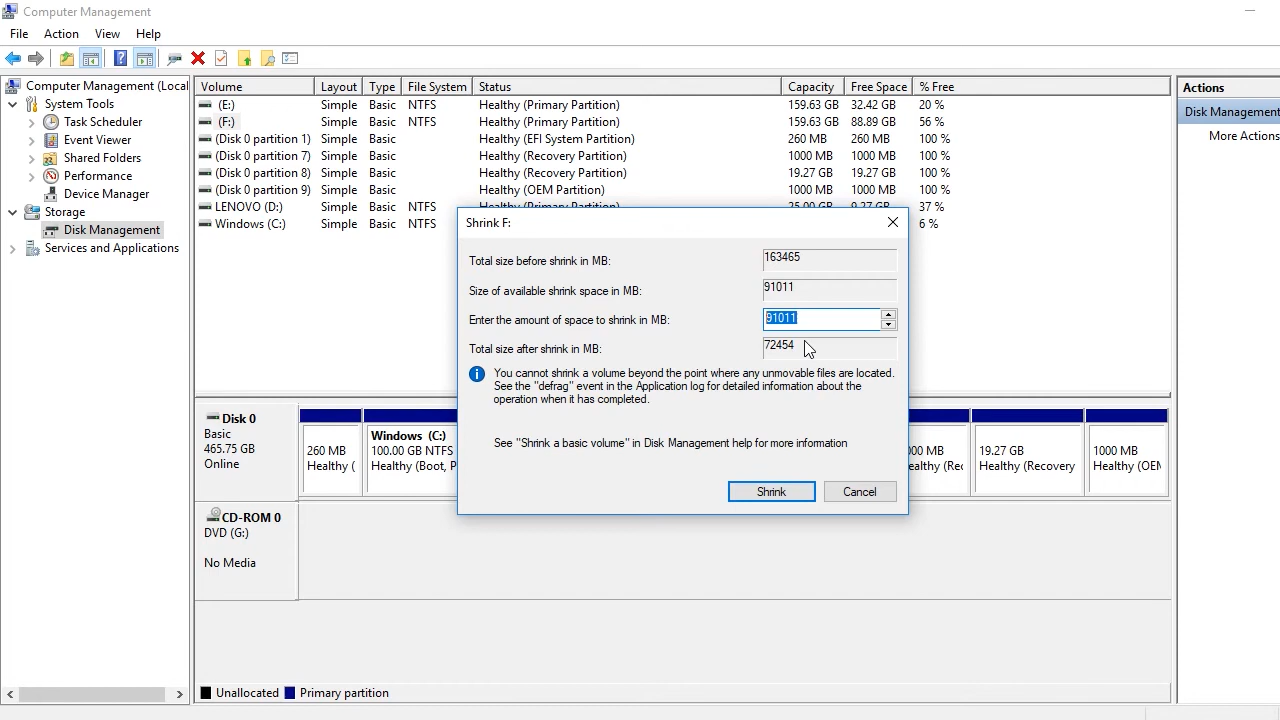 Computer Management
File Action View Help
Computer Management (Local
System Tools
Task Scheduler
Event Viewer
Shared Folders
Performance
Device Manager
Storage
Disk Management
Services and Applications
Volume Layout Type File System Status Capacity Free Space % Free
(E:) Simple Basic NTFS Healthy (Primary Partition) 159.63 GB 32.42 GB 20 %
(F:) Simple Basic NTFS Healthy (Primary Partition) 159.63 GB 88.89 GB 56 %
(Disk 0 partition 1) Simple Basic Healthy (EFI System Partition) 260 MB 260 MB 100 %
(Disk 0 partition 7) Simple Basic Healthy (Recovery Partition) 1000 MB 1000 MB 100 %
(Disk 0 partition 8) Simple Basic Healthy (Recovery Partition) 19.27 GB 19.27 GB 100 %
(Disk 0 partition 9) Simple Basic Healthy (OEM Partition) 1000 MB 1000 MB 100 %
LENOVO (D:) Simple Basic NTFS Healthy (Primary Partition) 25.00 GB 9.27 GB 37 %
Windows (C:) Simple Basic NTFS 6 %
Shrink F:
Total size before shrink in MB: 163465
Size of available shrink space in MB: 91011
Enter the amount of space to shrink in MB: 91011
Total size after shrink in MB: 72454
You cannot shrink a volume beyond the point where any unmovable files are located.
See the "defrag" event in the Application log for detailed information about the
operation when it has completed.
See "Shrink a basic volume" in Disk Management help for more information
Shrink Cancel
Disk 0
Basic
465.75 GB
Online
260 MB
Healthy (
Windows (C:)
100.00 GB NTFS
Healthy (Boot, P
00 MB
ealthy (Rec
19.27 GB
Healthy (Recovery
1000 MB
Healthy (OEM
CD-ROM 0
DVD (G:)
No Media
Unallocated Primary partition
Actions
Disk Management
More Actions